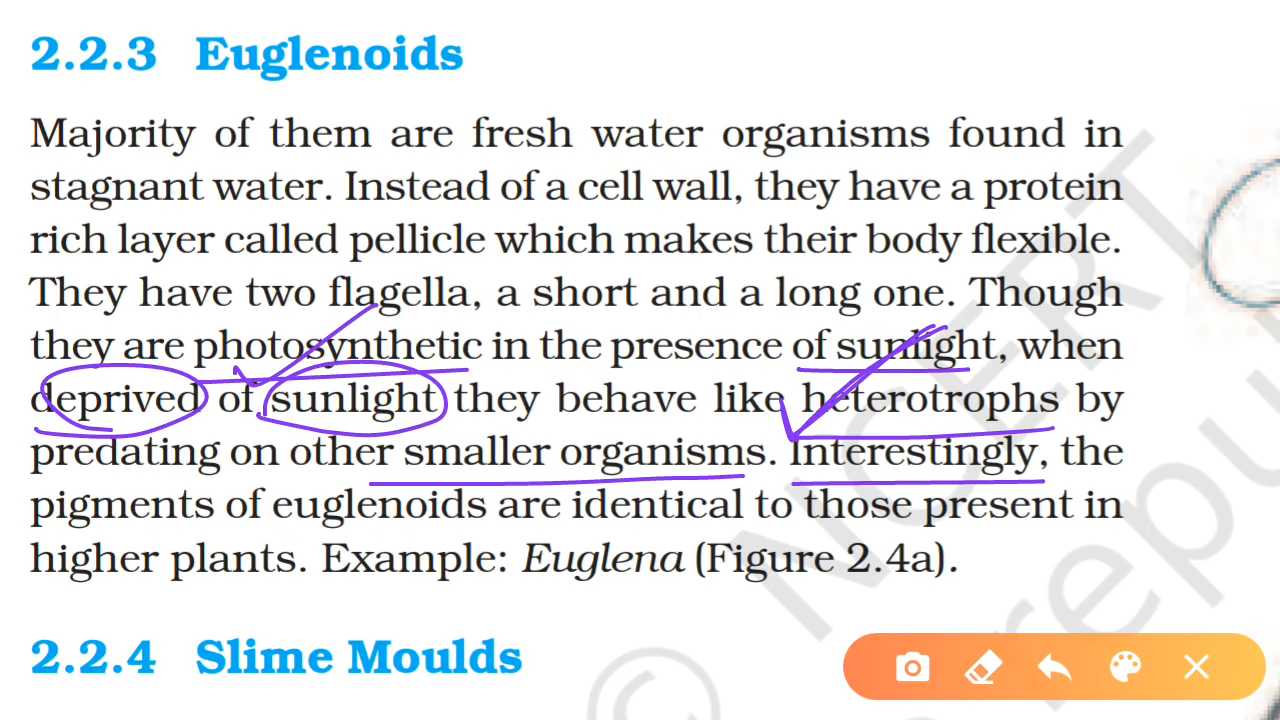 2.2.3 Euglenoids
Majority of them are fresh water organisms found in
stagnant water. Instead of a cell wall, they have a protein
rich layer called pellicle which makes their body flexible.
They have two flagella, a short and a long one. Though
they are photosynthetic in the presence of sunlight, when
deprived of sunlight they behave like heterotrophs by
predating on other smaller organisms. Interestingly, the
pigments of euglenoids are identical to those present in
higher plants. Example: Euglena (Figure 2.4a).
2.2.4 Slime Moulds
© NCERT